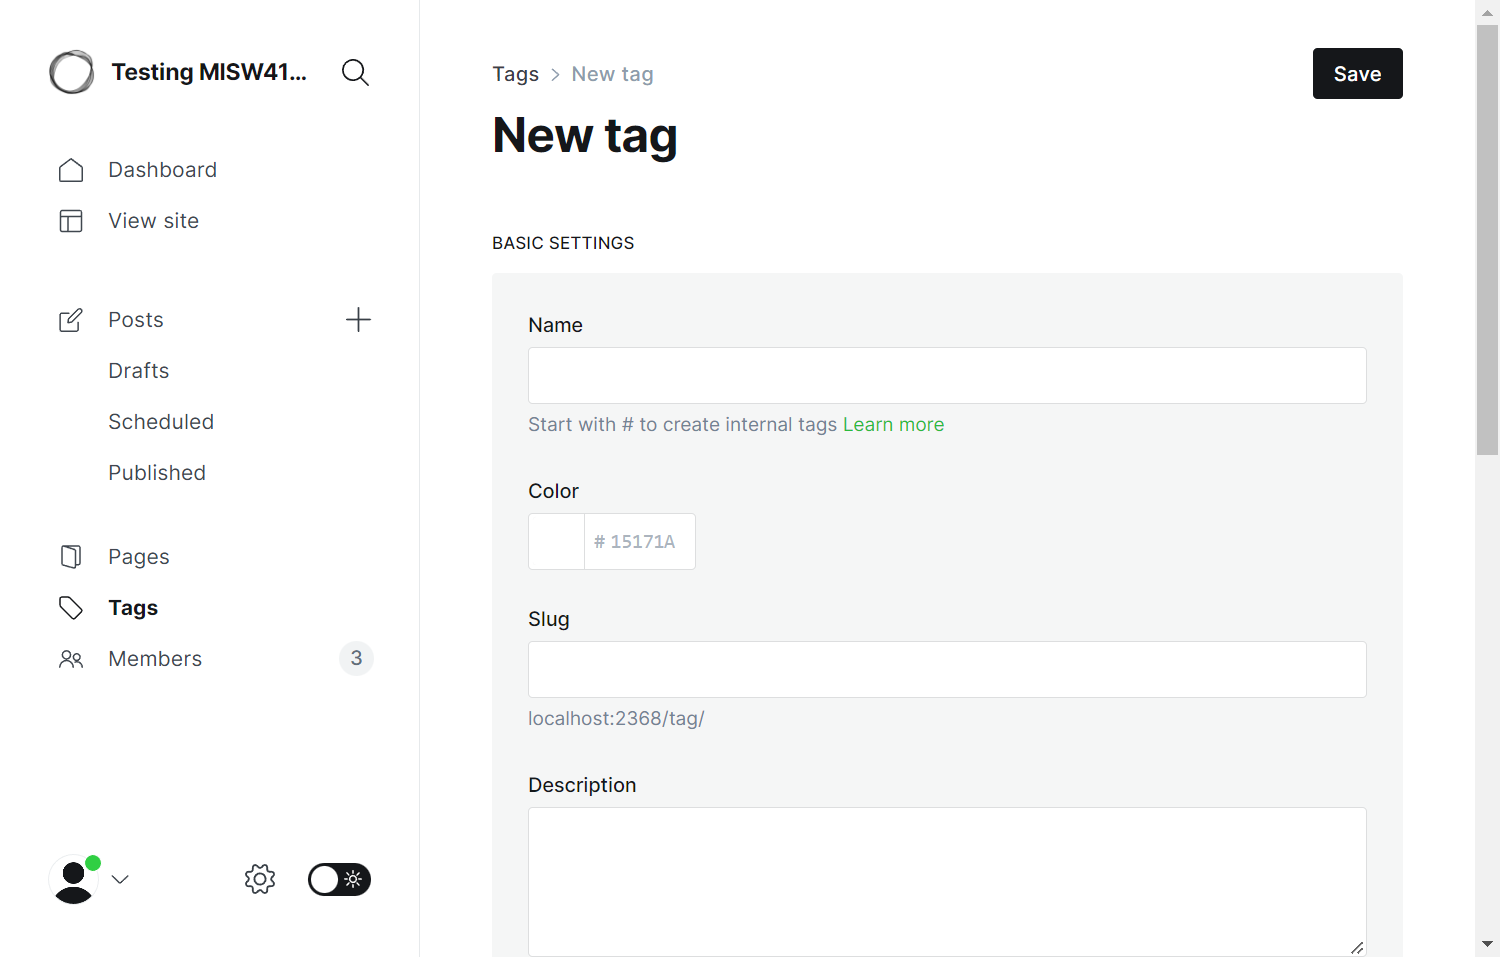 Testing MISW41...
Dashboard
View site
Posts
Drafts
Scheduled
Published
Pages
Tags
Members
3
Tags > New tag
Save
New tag
BASIC SETTINGS
Name
Start with # to create internal tags Learn more
Color
# 15171A
Slug
localhost:2368/tag/
Description